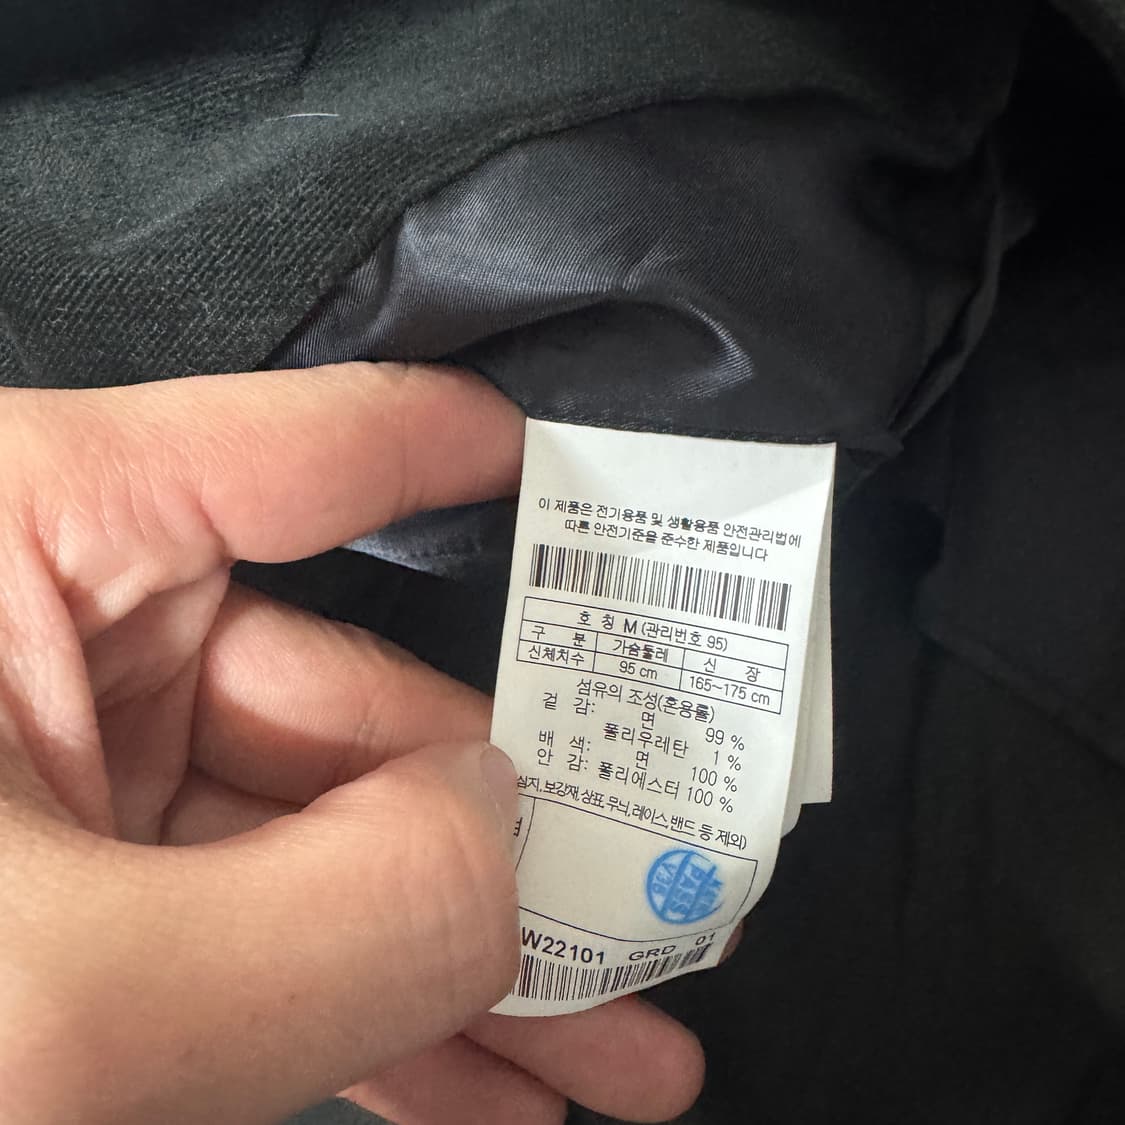 이 제품은 전기용품 및 생활용품 안전관리법에
따른 안전기준을 준수한 제품입니다
호 칭 M (관리번호 95)
구 분 가슴둘레 신 장
신체치수 95 cm 165~175 cm
섬유의 조성(혼용률)
겉 감: 면 99 %
폴리우레탄 1 %
배 색: 면 100 %
안 감: 폴리에스터 100 %
심지,보강재,상표,무늬,레이스,밴드 등 제외)
W22101 GRD 01